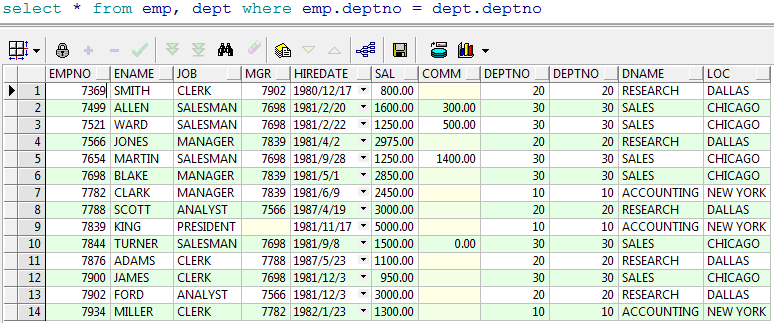 select * from emp, dept where emp.deptno = dept.deptno
EMPNO ENAME JOB MGR HIREDATE SAL COMM DEPTNO DEPTNO DNAME LOC
1 7369 SMITH CLERK 7902 1980/12/17 800.00 20 20 RESEARCH DALLAS
2 7499 ALLEN SALESMAN 7698 1981/2/20 1600.00 300.00 30 30 SALES CHICAGO
3 7521 WARD SALESMAN 7698 1981/2/22 1250.00 500.00 30 30 SALES CHICAGO
4 7566 JONES MANAGER 7839 1981/4/2 2975.00 20 20 RESEARCH DALLAS
5 7654 MARTIN SALESMAN 7698 1981/9/28 1250.00 1400.00 30 30 SALES CHICAGO
6 7698 BLAKE MANAGER 7839 1981/5/1 2850.00 30 30 SALES CHICAGO
7 7782 CLARK MANAGER 7839 1981/6/9 2450.00 10 10 ACCOUNTING NEW YORK
8 7788 SCOTT ANALYST 7566 1987/4/19 3000.00 20 20 RESEARCH DALLAS
9 7839 KING PRESIDENT 1981/11/17 5000.00 10 10 ACCOUNTING NEW YORK
10 7844 TURNER SALESMAN 7698 1981/9/8 1500.00 0.00 30 30 SALES CHICAGO
11 7876 ADAMS CLERK 7788 1987/5/23 1100.00 20 20 RESEARCH DALLAS
12 7900 JAMES CLERK 7698 1981/12/3 950.00 30 30 SALES CHICAGO
13 7902 FORD ANALYST 7566 1981/12/3 3000.00 20 20 RESEARCH DALLAS
14 7934 MILLER CLERK 7782 1982/1/23 1300.00 10 10 ACCOUNTING NEW YORK